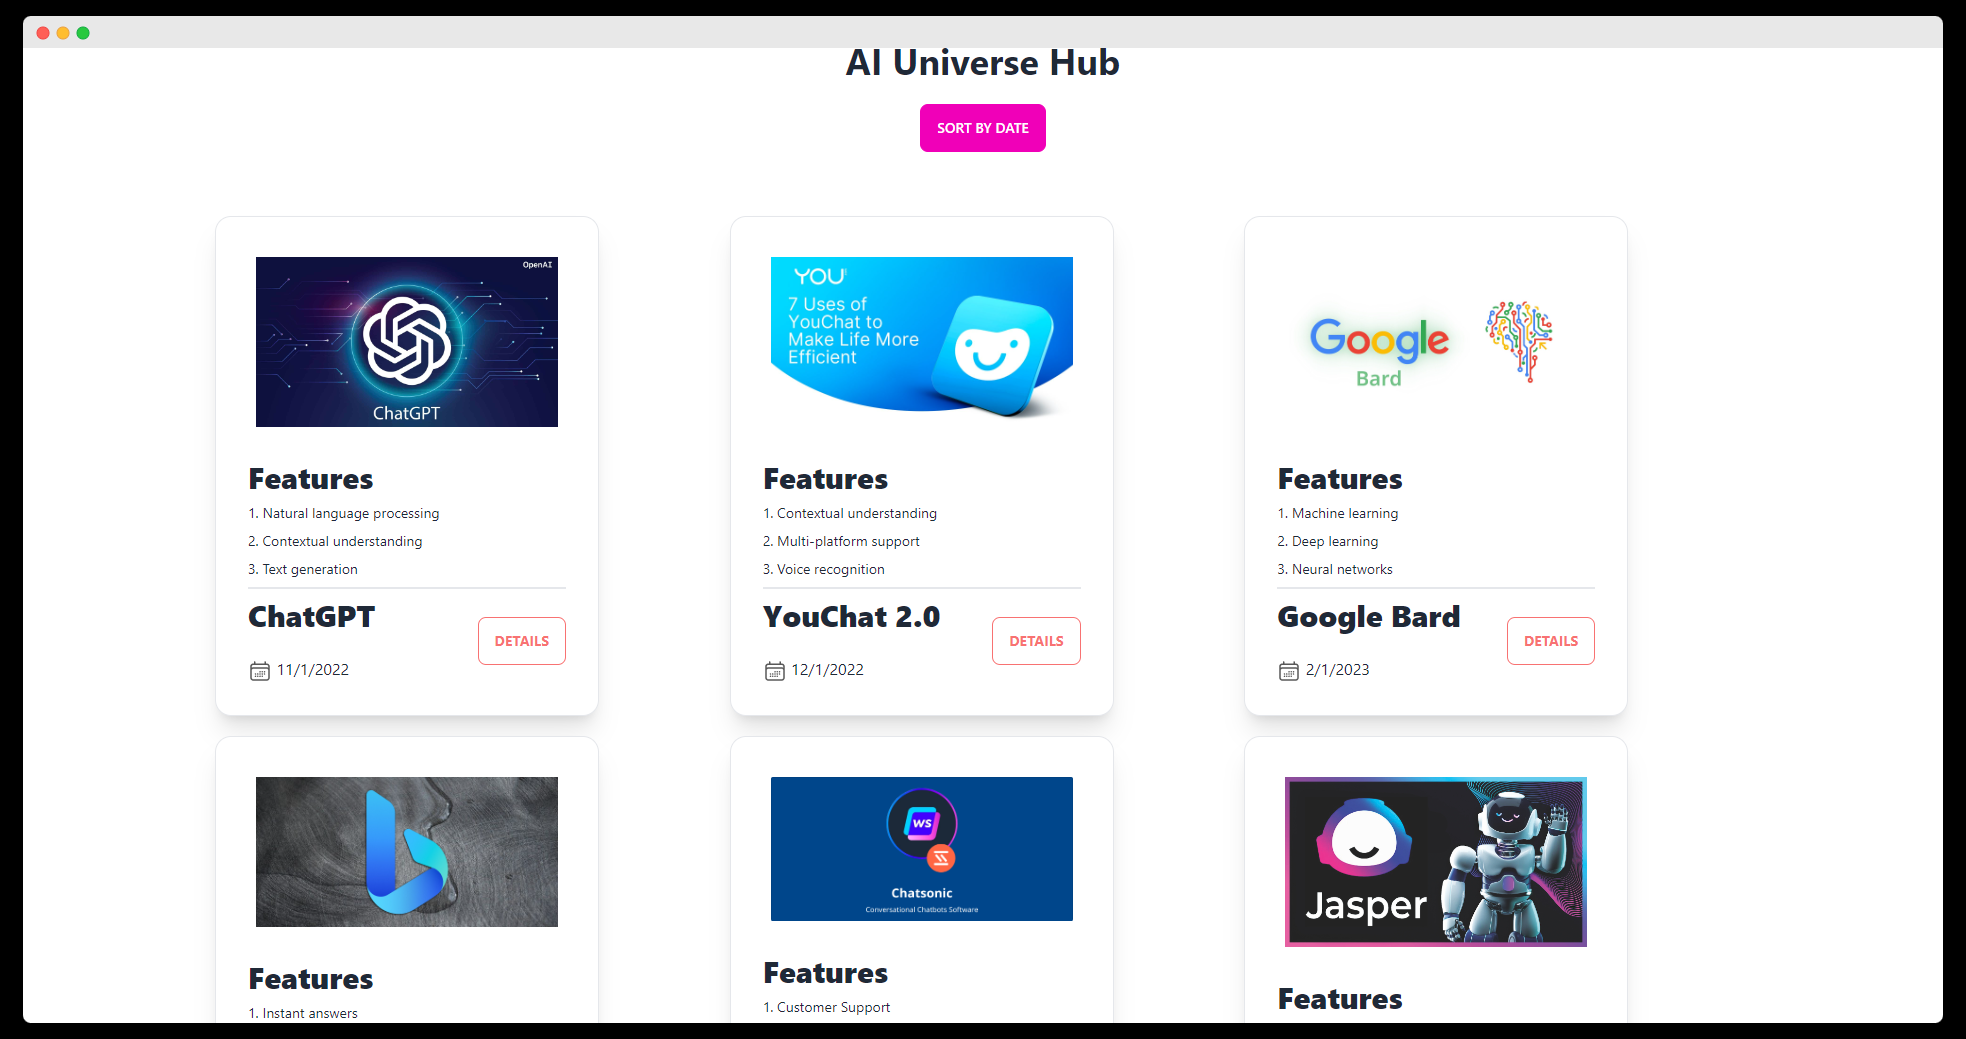 AI Universe Hub
SORT BY DATE
OpenAI
ChatGPT
Features
1. Natural language processing
2. Contextual understanding
3. Text generation
ChatGPT
DETAILS
11/1/2022
YOU
7 Uses of
YouChat to
Make Life More
Efficient
Features
1. Contextual understanding
2. Multi-platform support
3. Voice recognition
YouChat 2.0
DETAILS
12/1/2022
Google
Bard
Features
1. Machine learning
2. Deep learning
3. Neural networks
Google Bard
DETAILS
2/1/2023
Features
1. Instant answers
WS
Chatsonic
Conversational Chatbots Software
Features
1. Customer Support
Jasper
Features